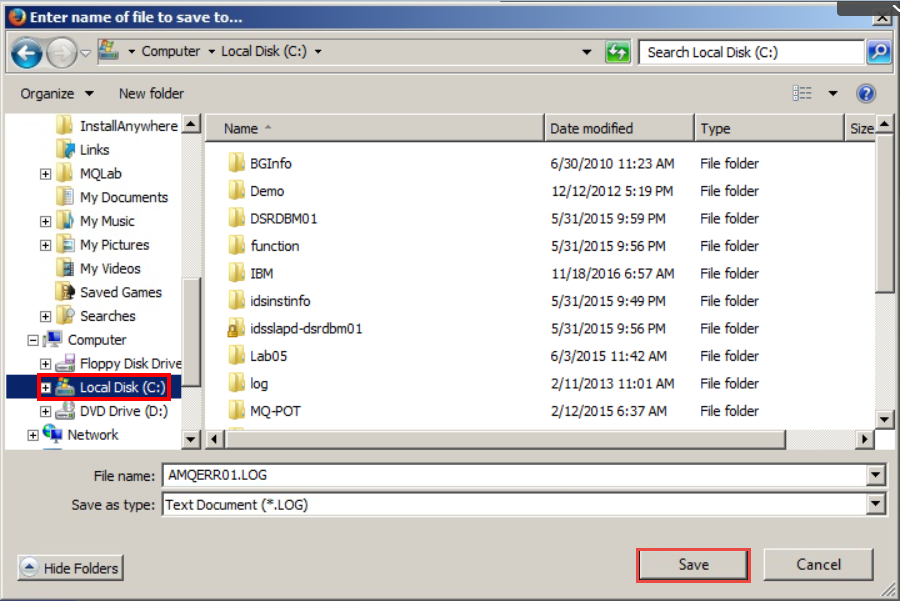 Enter name of file to save to...
Computer Local Disk (C:)
Search Local Disk (C:)
Organize New folder
InstallAnywhere
Links
MQLab
My Documents
My Music
My Pictures
My Videos
Saved Games
Searches
Computer
Floppy Disk Drive
Local Disk (C:)
DVD Drive (D:)
Network
Name Date modified Type Size
BGInfo 6/30/2010 11:23 AM File folder
Demo 12/12/2012 5:19 PM File folder
DSRDBM01 5/31/2015 9:59 PM File folder
function 5/31/2015 9:56 PM File folder
IBM 11/18/2016 6:57 AM File folder
idsinstinfo 5/31/2015 9:49 PM File folder
idsslapd-dsrdbm01 5/31/2015 9:56 PM File folder
Lab05 6/3/2015 11:42 AM File folder
log 2/11/2013 11:01 AM File folder
MQ-POT 2/12/2015 6:37 AM File folder
File name: AMQERR01.LOG
Save as type: Text Document (*.LOG)
Hide Folders Save Cancel